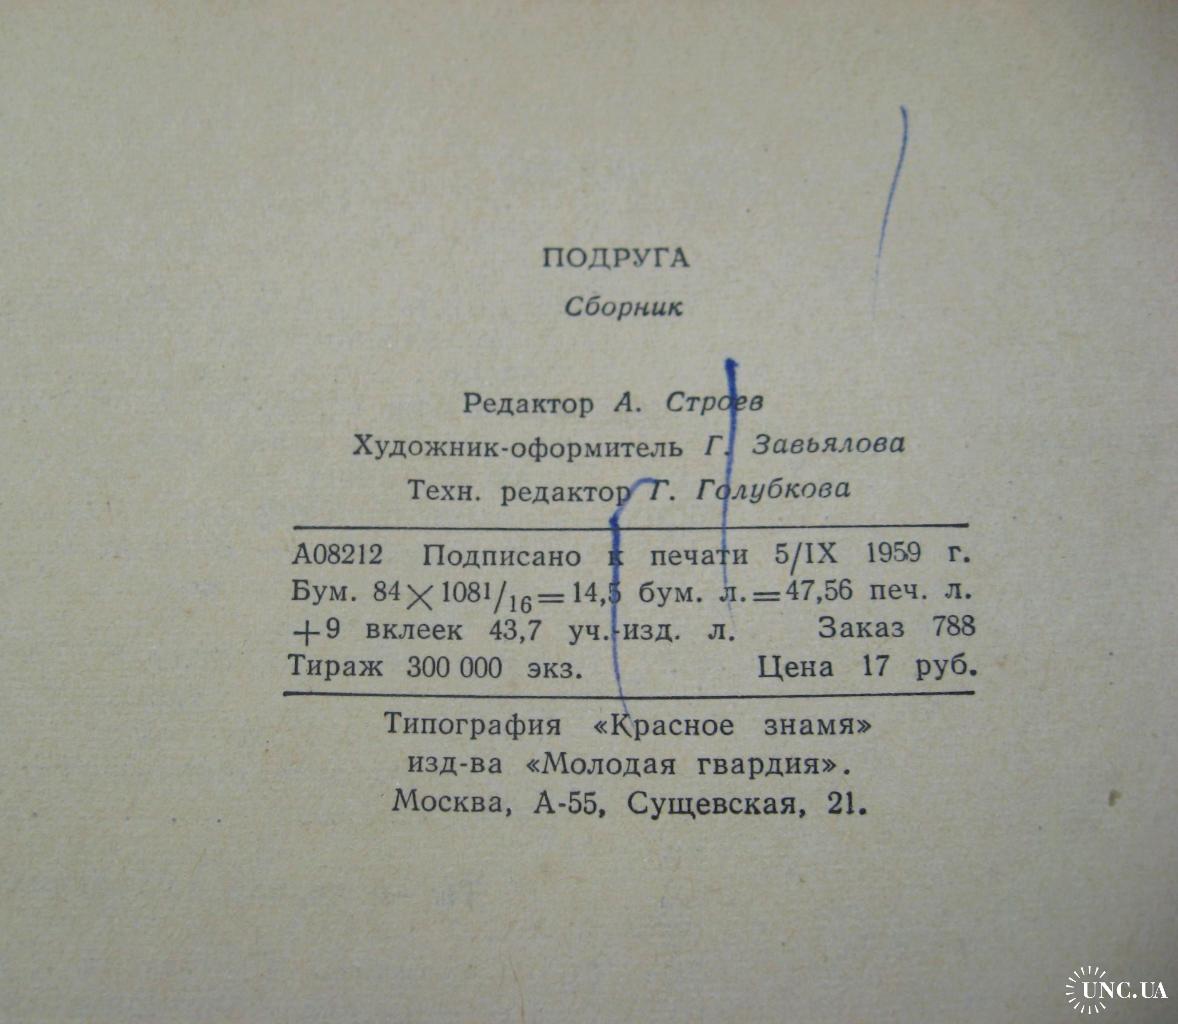 ПОДРУГА
Сборник
Редактор А. Строев
Художник-оформитель Г. Завьялова
Техн. редактор Г. Голубкова
А08212 Подписано к печати 5/IX 1959 г.
Бум. 84×1081/16=14,5 бум. л.=47,56 печ. л.
+9 вклеек 43,7 уч.-изд. л. Заказ 788
Тираж 300 000 экз. Цена 17 руб.
Типография «Красное знамя»
изд-ва «Молодая гвардия».
Москва, А-55, Сущевская, 21.
UNC.UA